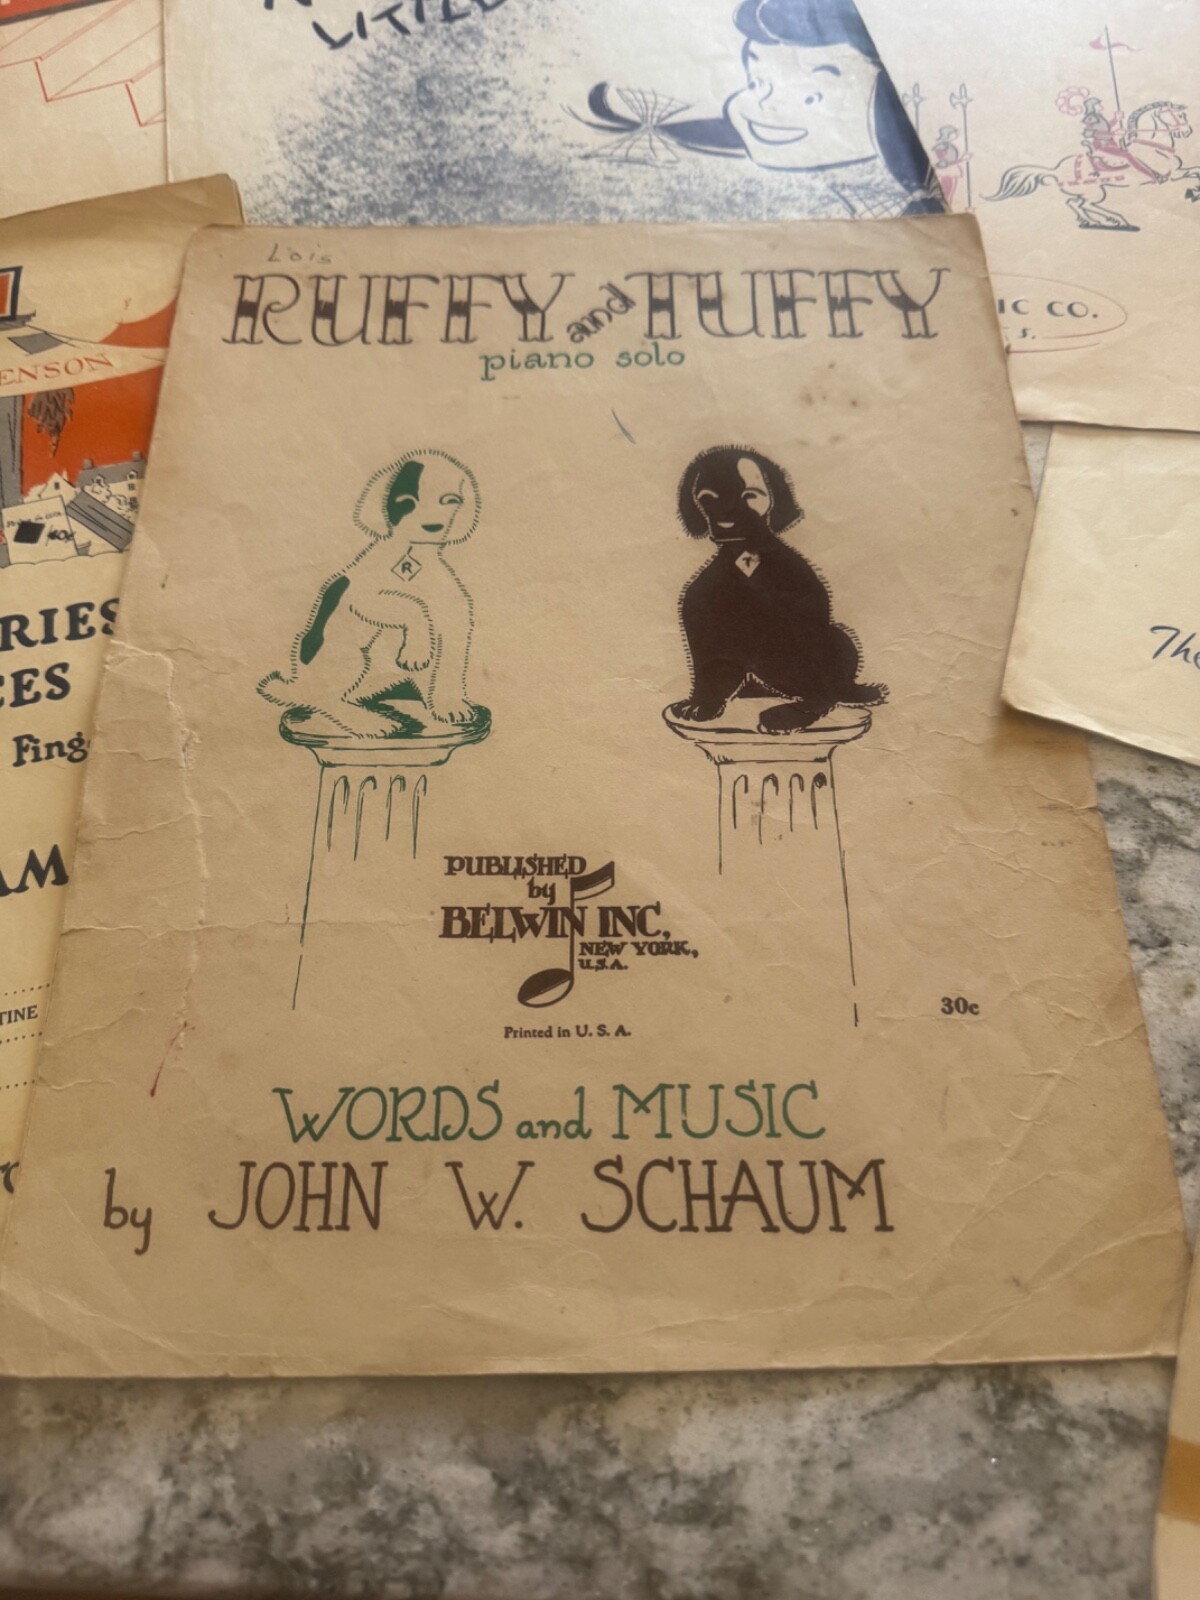 LITTLE
IC CO.
S.
ENSON
40c
RIES
CES
Fing
AM
TINE
The
Lois
RUFFY and TUFFY
piano solo
R
T
PUBLISHED
by
BELWIN INC,
NEW YORK,
U.S.A.
Printed in U. S. A.
30c
WORDS and MUSIC
by JOHN W. SCHAUM